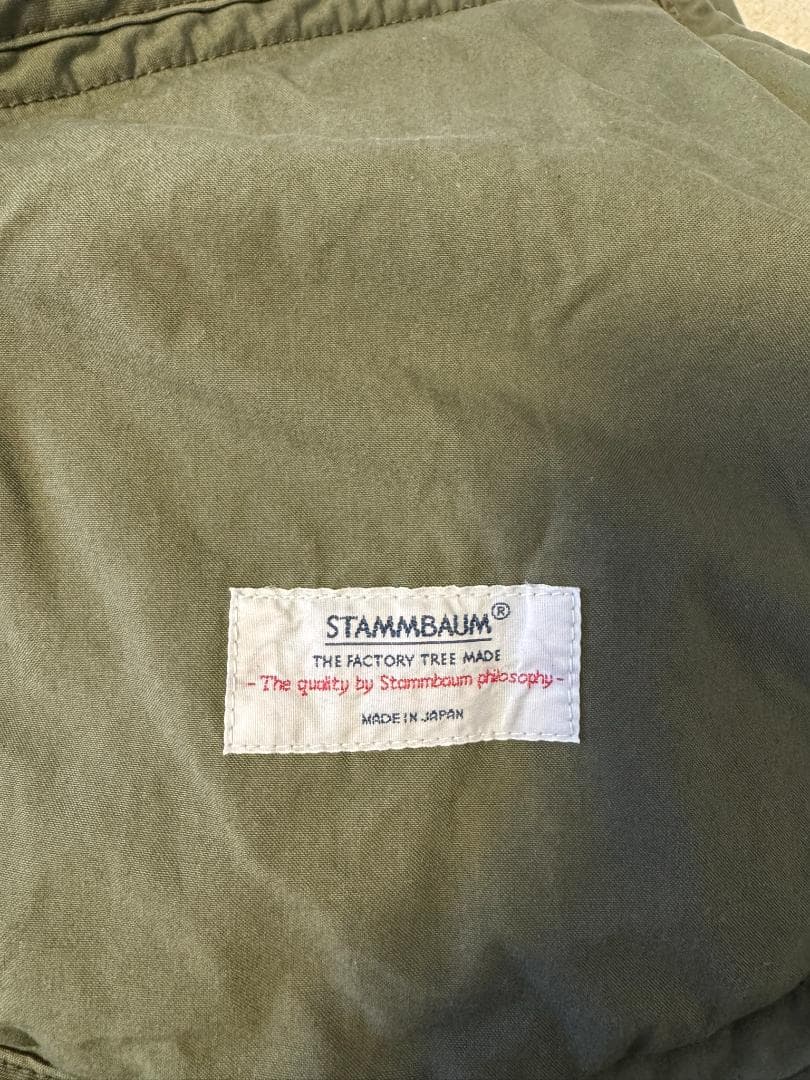 STAMMBAUM®
THE FACTORY TREE MADE
- The quality by Stammbaum philosophy -
MADE IN JAPAN